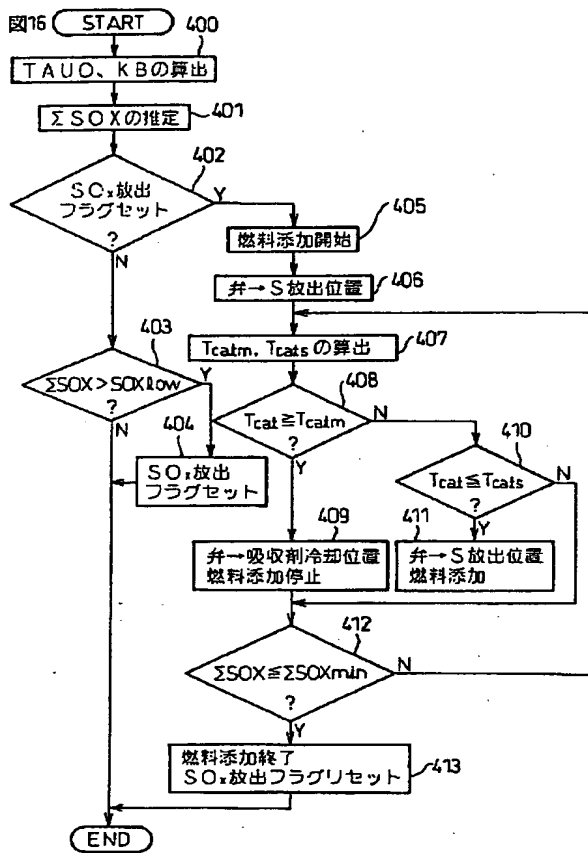 図16
START
400
TAUO、KBの算出
401
ΣSOXの推定
402
SOₓ放出
フラグセット
?
Y
N
405
燃料添加開始
406
弁→S放出位置
407
Tcatm, Tcatsの算出
403
ΣSOX>SOXlow
?
Y
N
404
SOₓ放出
フラグセット
408
Tcat≧Tcatm
?
N
Y
410
Tcat≦Tcats
?
N
Y
409
弁→吸収剤冷却位置
燃料添加停止
411
弁→S放出位置
燃料添加
412
ΣSOX≦ΣSOXmin
?
N
Y
燃料添加終了
SOₓ放出フラグリセット
413
END